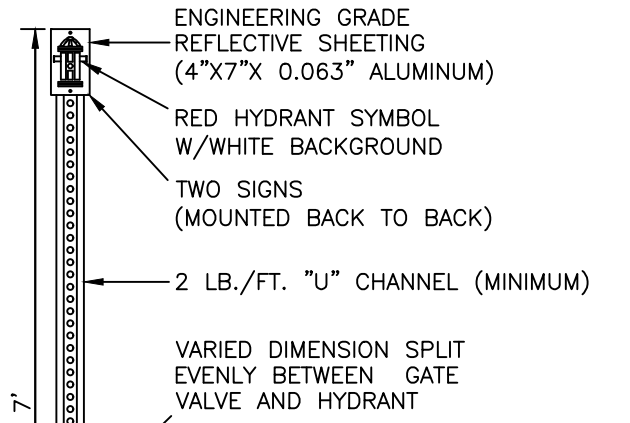 ENGINEERING GRADE
REFLECTIVE SHEETING
(4"X7"X 0.063" ALUMINUM)
RED HYDRANT SYMBOL
W/WHITE BACKGROUND
TWO SIGNS
(MOUNTED BACK TO BACK)
2 LB./FT. "U" CHANNEL (MINIMUM)
VARIED DIMENSION SPLIT
EVENLY BETWEEN GATE
VALVE AND HYDRANT
7'